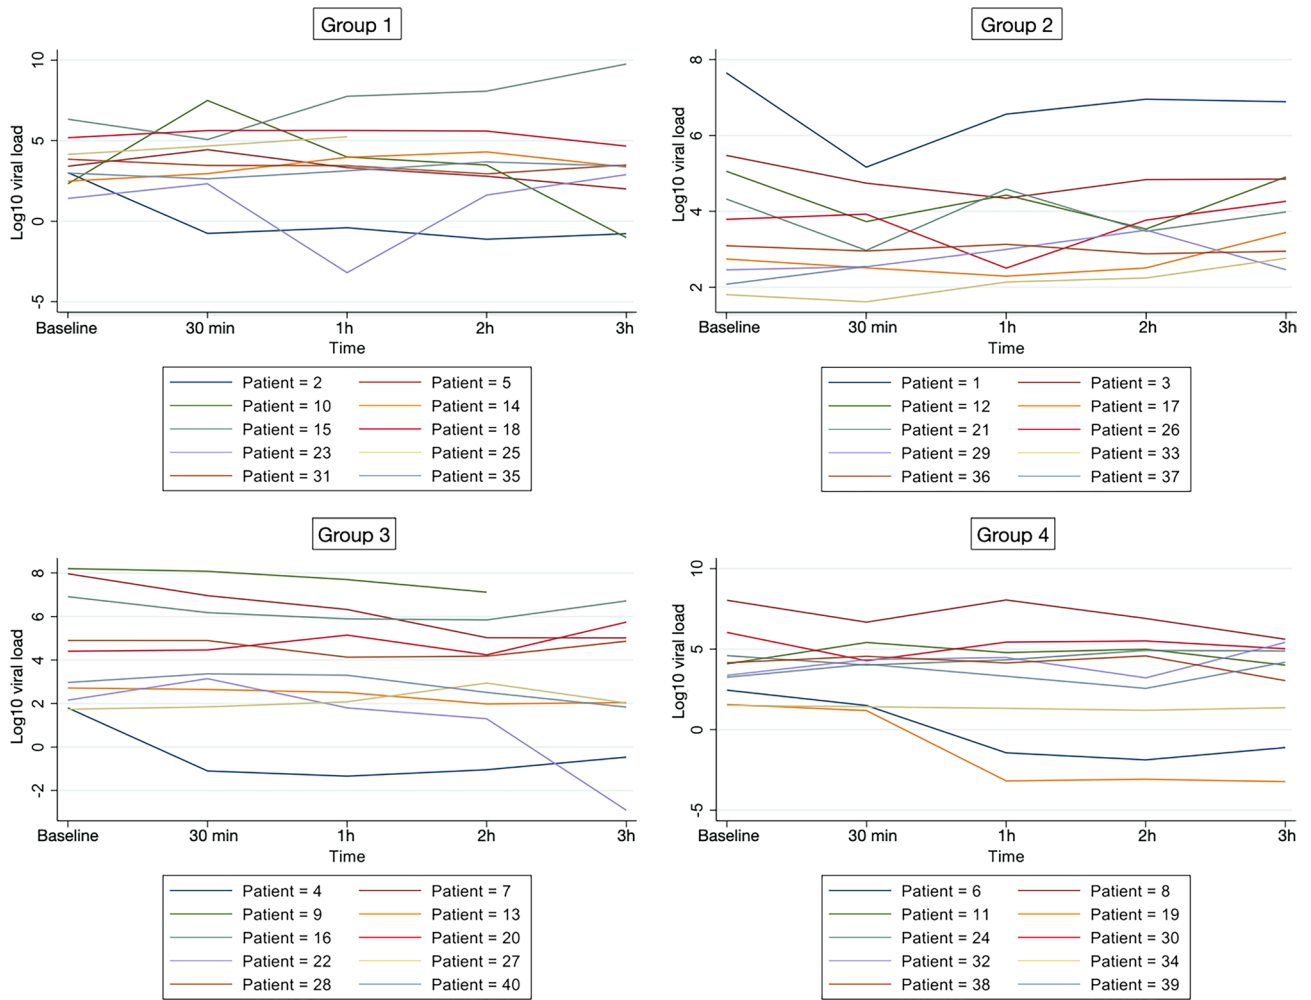 Group 1
Log10 viral load
10
5
0
-5
Baseline 30 min 1h 2h 3h
Time
Patient = 2 Patient = 5
Patient = 10 Patient = 14
Patient = 15 Patient = 18
Patient = 23 Patient = 25
Patient = 31 Patient = 35
Group 2
Log10 viral load
8
6
4
2
Baseline 30 min 1h 2h 3h
Time
Patient = 1 Patient = 3
Patient = 12 Patient = 17
Patient = 21 Patient = 26
Patient = 29 Patient = 33
Patient = 36 Patient = 37
Group 3
Log10 viral load
8
6
4
2
0
-2
Baseline 30 min 1h 2h 3h
Time
Patient = 4 Patient = 7
Patient = 9 Patient = 13
Patient = 16 Patient = 20
Patient = 22 Patient = 27
Patient = 28 Patient = 40
Group 4
Log10 viral load
10
5
0
-5
Baseline 30 min 1h 2h 3h
Time
Patient = 6 Patient = 8
Patient = 11 Patient = 19
Patient = 24 Patient = 30
Patient = 32 Patient = 34
Patient = 38 Patient = 39